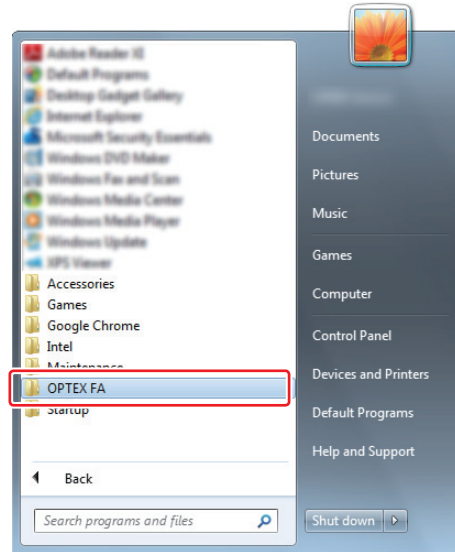 Adobe Reader XI
Default Programs
Desktop Gadget Gallery
Internet Explorer
Microsoft Security Essentials
Windows DVD Maker
Windows Fax and Scan
Windows Media Center
Windows Media Player
Windows Update
XPS Viewer
Accessories
Games
Google Chrome
Intel
Maintenance
OPTEX FA
Startup
Back
Search programs and files
Documents
Pictures
Music
Games
Computer
Control Panel
Devices and Printers
Default Programs
Help and Support
Shut down